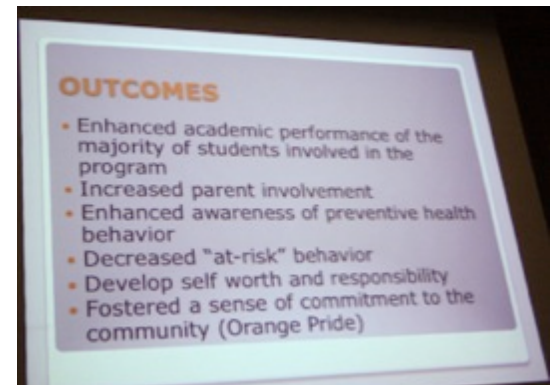 OUTCOMES
• Enhanced academic performance of the
majority of students involved in the
program
• Increased parent involvement
• Enhanced awareness of preventive health
behavior
• Decreased "at-risk" behavior
• Develop self worth and responsibility
• Fostered a sense of commitment to the
community (Orange Pride)